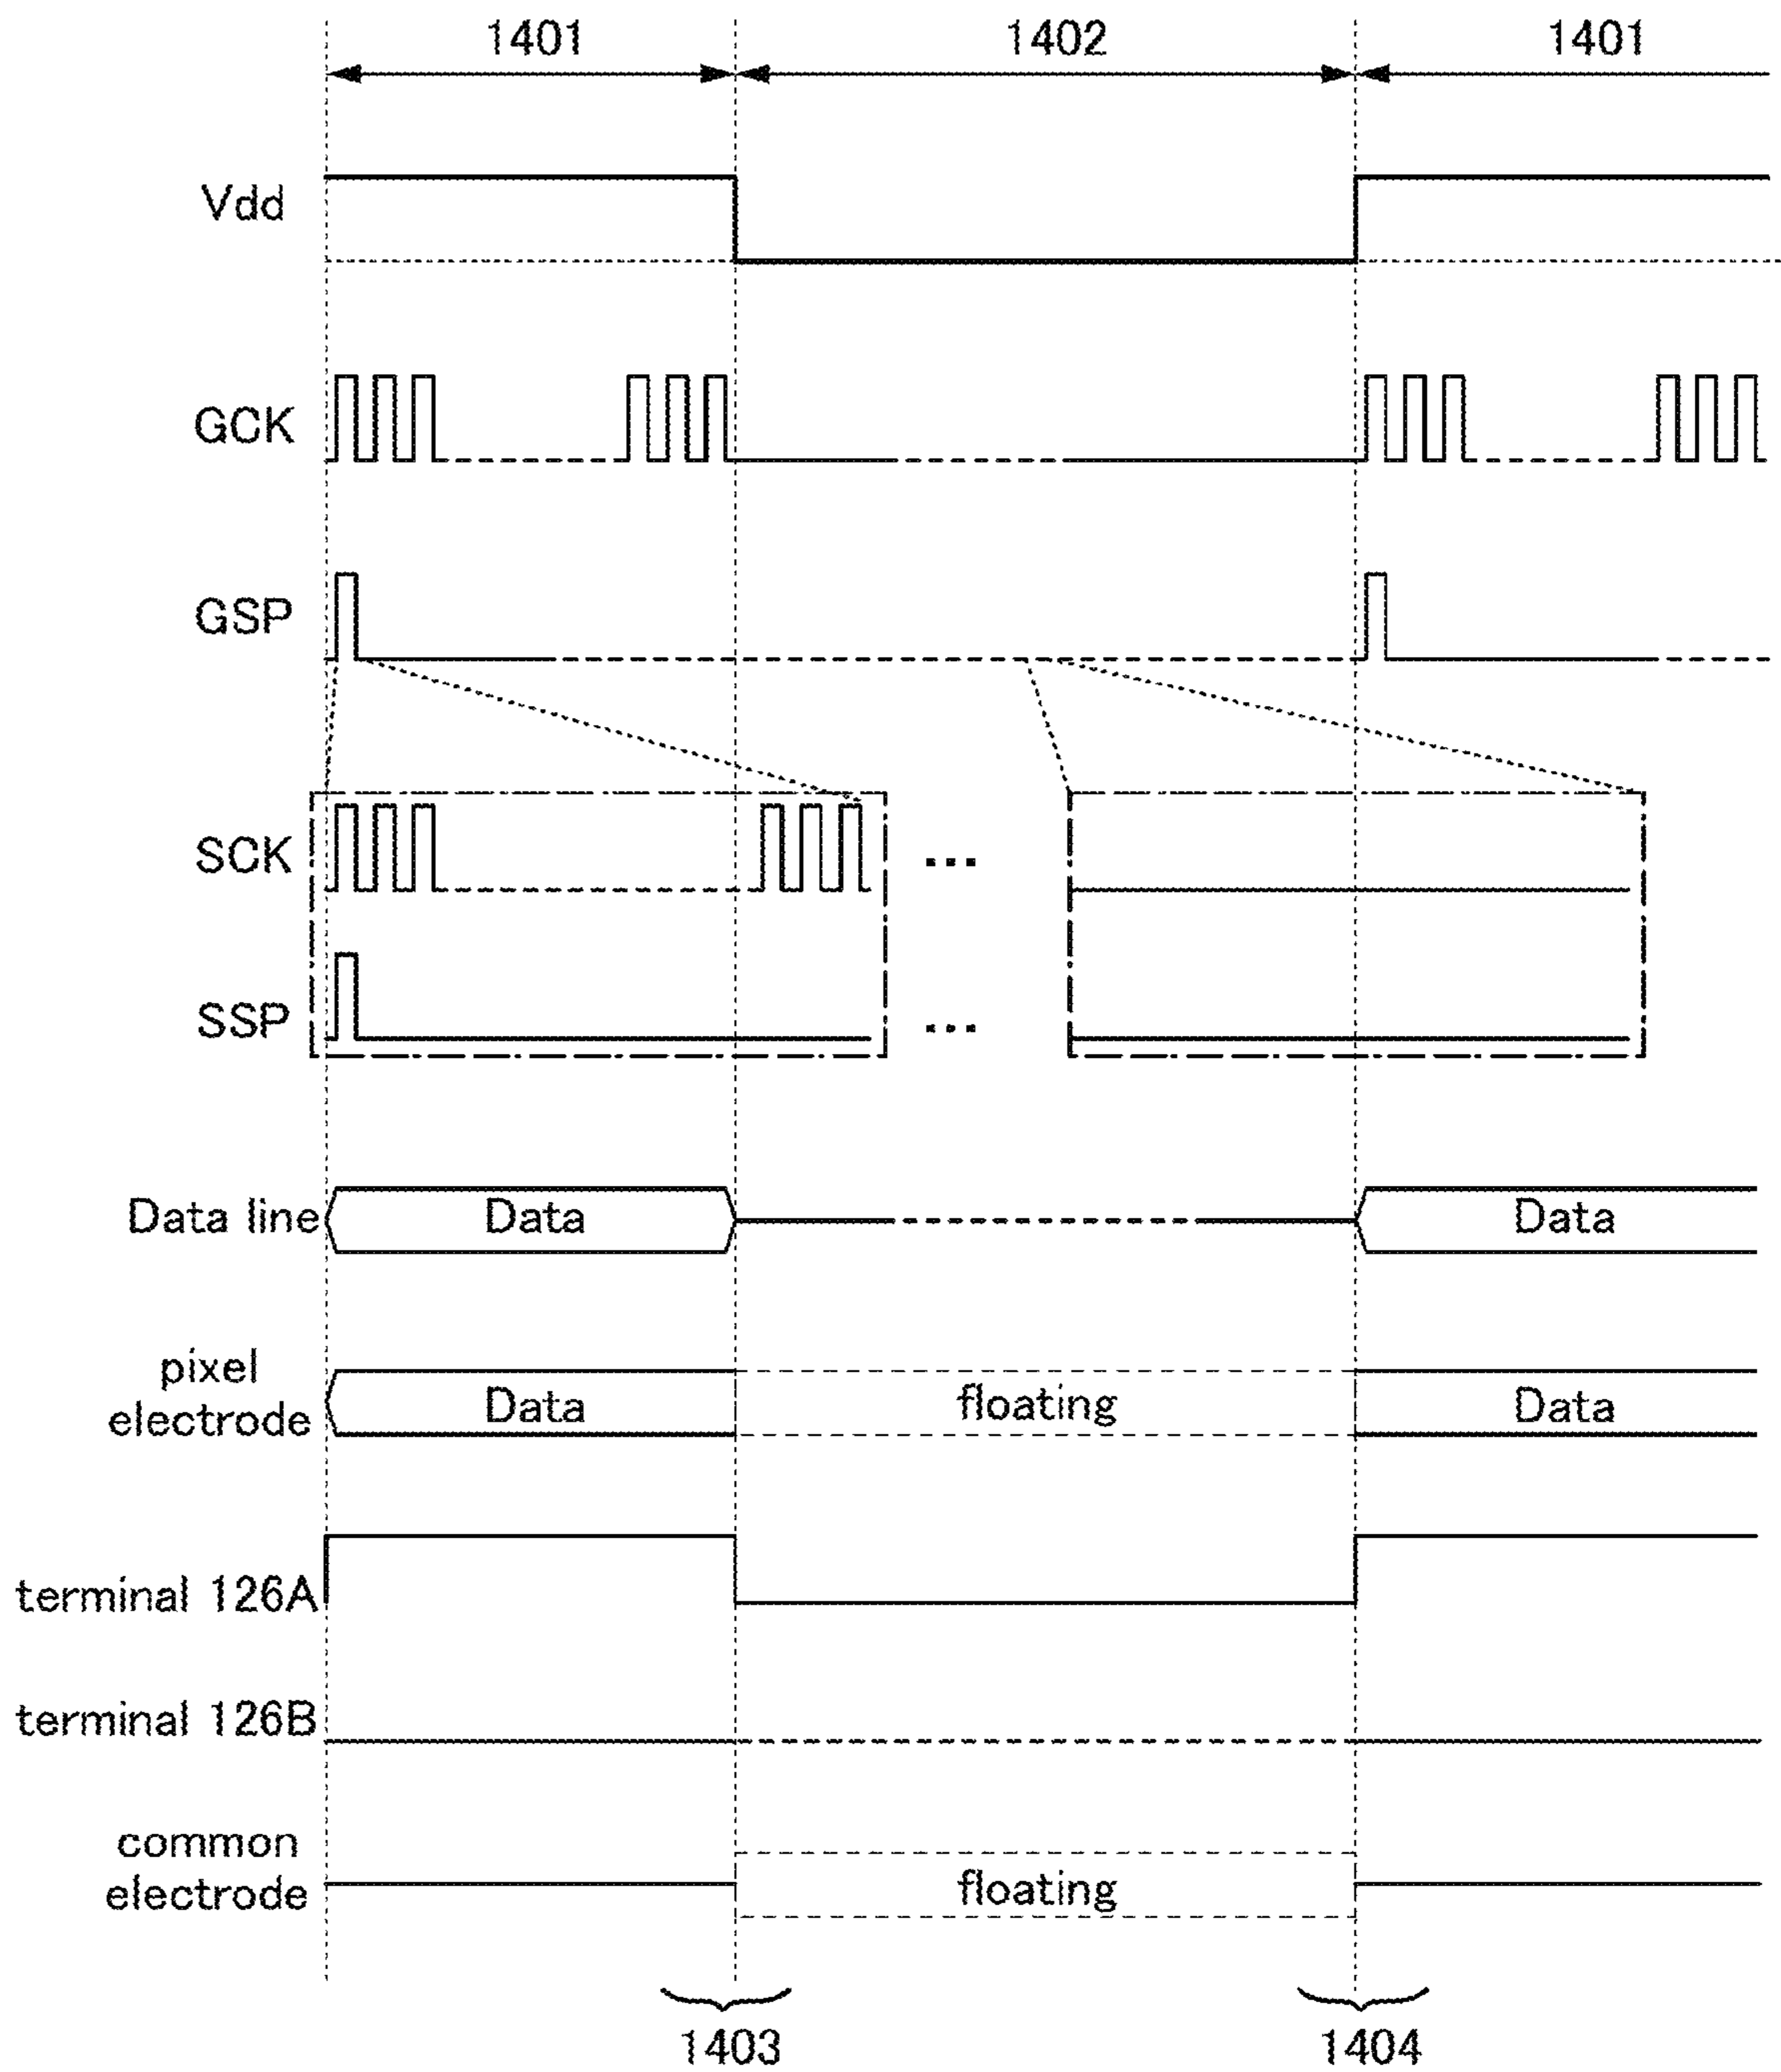 1401 1402 1401
Vdd
GCK
GSP
SCK ...
SSP ...
Data line Data Data
pixel
electrode Data floating Data
terminal 126A
terminal 126B
common
electrode floating
1403 1404